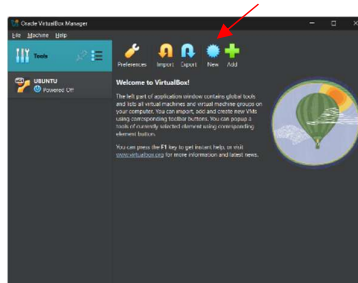 Oracle VirtualBox Manager
File Machine Help
Tools
Preferences Import Export New Add
UBUNTU
Powered Off
Welcome to VirtualBox!
The left part of application window contains global tools
and lists all virtual machines and virtual machine groups on
your computer. You can import, add and create new VMs
using corresponding toolbar buttons. You can popup a
tools of currently selected element using corresponding
element button.
You can press the F1 key to get instant help, or visit
www.virtualbox.org for more information and latest news.